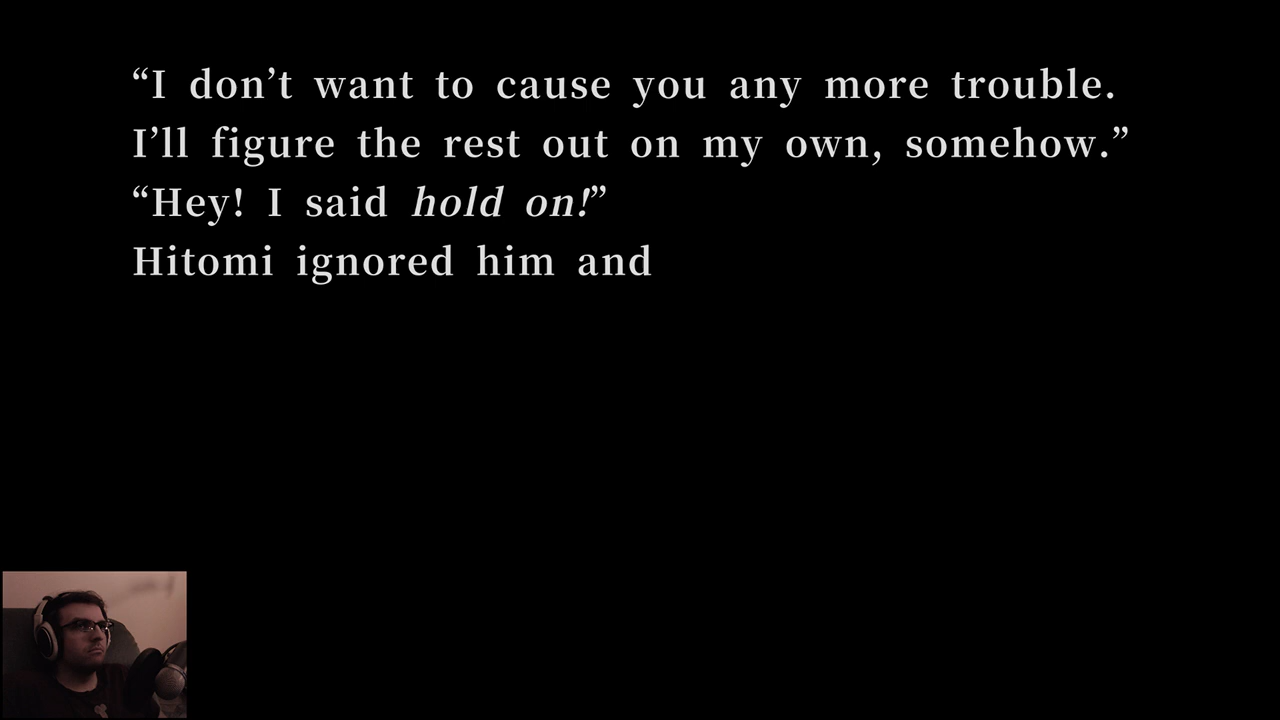 “I don’t want to cause you any more trouble.
I’ll figure the rest out on my own, somehow.”
“Hey! I said hold on!”
Hitomi ignored him and